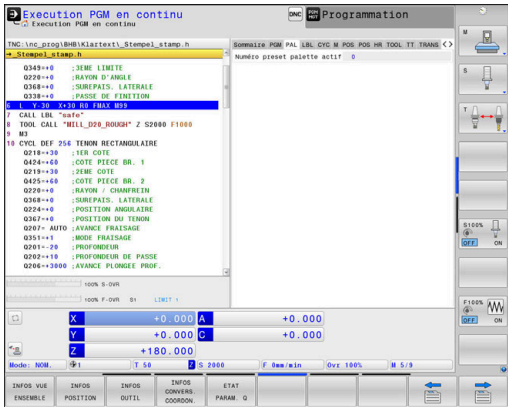 Execution PGM en continu
Execution PGM en continu
DNC
Programmation
TNC:\nc_prog\BHB\Klartext\_Stempel_stamp.h
→_Stempel_stamp.h
Q349=+0 ;3EME LIMITE
Q220=+0 ;RAYON D'ANGLE
Q368=+0 ;SUREPAIS. LATERALE
Q338=+0 ;PASSE DE FINITION
6 L Y-30 X+30 R0 FMAX M99
7 CALL LBL "safe"
8 TOOL CALL "MILL_D20_ROUGH" Z S2000 F1000
9 M3
10 CYCL DEF 256 TENON RECTANGULAIRE
Q218=+30 ;1ER COTE
Q424=+60 ;COTE PIECE BR. 1
Q219=+30 ;2EME COTE
Q425=+60 ;COTE PIECE BR. 2
Q220=+0 ;RAYON / CHANFREIN
Q368=+0 ;SUREPAIS. LATERALE
Q224=+0 ;POSITION ANGULAIRE
Q367=+0 ;POSITION DU TENON
Q207= AUTO ;AVANCE FRAISAGE
Q351=+1 ;MODE FRAISAGE
Q201=-20 ;PROFONDEUR
Q202=+10 ;PROFONDEUR DE PASSE
Q206=+3000 ;AVANCE PLONGEE PROF.
Sommaire PGM PAL LBL CYC M POS POS HR TOOL TT TRANS
Numéro preset palette actif 0
100% S-OVR
100% F-OVR S1 LIMIT 1
X +0.000 A +0.000
Y +0.000 C +0.000
Z +180.000
Mode: NOM. 1 T 50 Z S 2000 F 0mm/min Ovr 100% M 5/9
INFOS VUE ENSEMBLE
INFOS POSITION
INFOS OUTIL
INFOS CONVERS. COORDON.
ETAT PARAM. Q
M
S
T
S100%
OFF ON
F100%
OFF ON